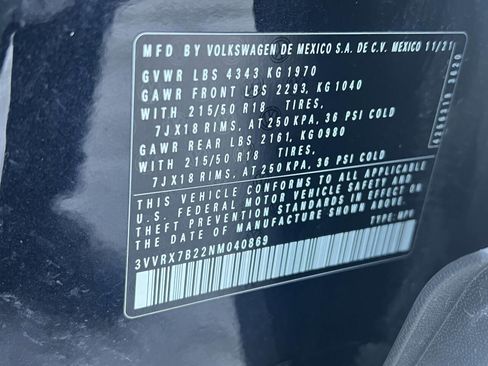 MFD BY VOLKSWAGEN DE MEXICO S.A. DE C.V. MEXICO 11/21
GVWR LBS 4343 KG 1970
GAWR FRONT LBS 2293, KG 1040
WITH 215/50 R18 TIRES,
7JX18 RIMS, AT 250 KPA, 36 PSI COLD
GAWR REAR LBS 2161, KG 0980
WITH 215/50 R18 TIRES,
7JX18 RIMS, AT 250 KPA, 36 PSI COLD
THIS VEHICLE CONFORMS TO ALL APPLICABLE
U.S. FEDERAL MOTOR VEHICLE SAFETY AND
THEFT PREVENTION STANDARDS IN EFFECT ON
THE DATE OF MANUFACTURE SHOWN ABOVE.
TYPE: MPV
3VVRX7B22NM040869